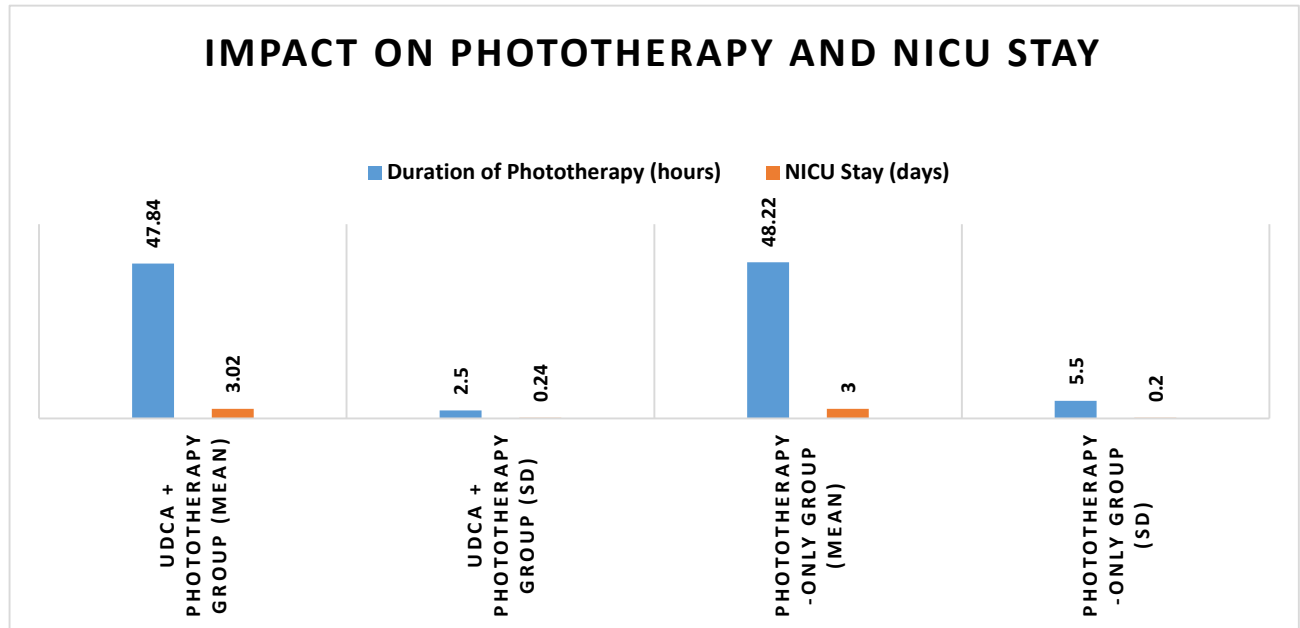 IMPACT ON PHOTOTHERAPY AND NICU STAY
Duration of Phototherapy (hours)
NICU Stay (days)
47.84
3.02
2.5
0.24
48.22
3
5.5
0.2
UDCA +
PHOTOTHERAPY
GROUP (MEAN)
UDCA +
PHOTOTHERAPY
GROUP (SD)
PHOTOTHERAPY
-ONLY GROUP
(MEAN)
PHOTOTHERAPY
-ONLY GROUP
(SD)